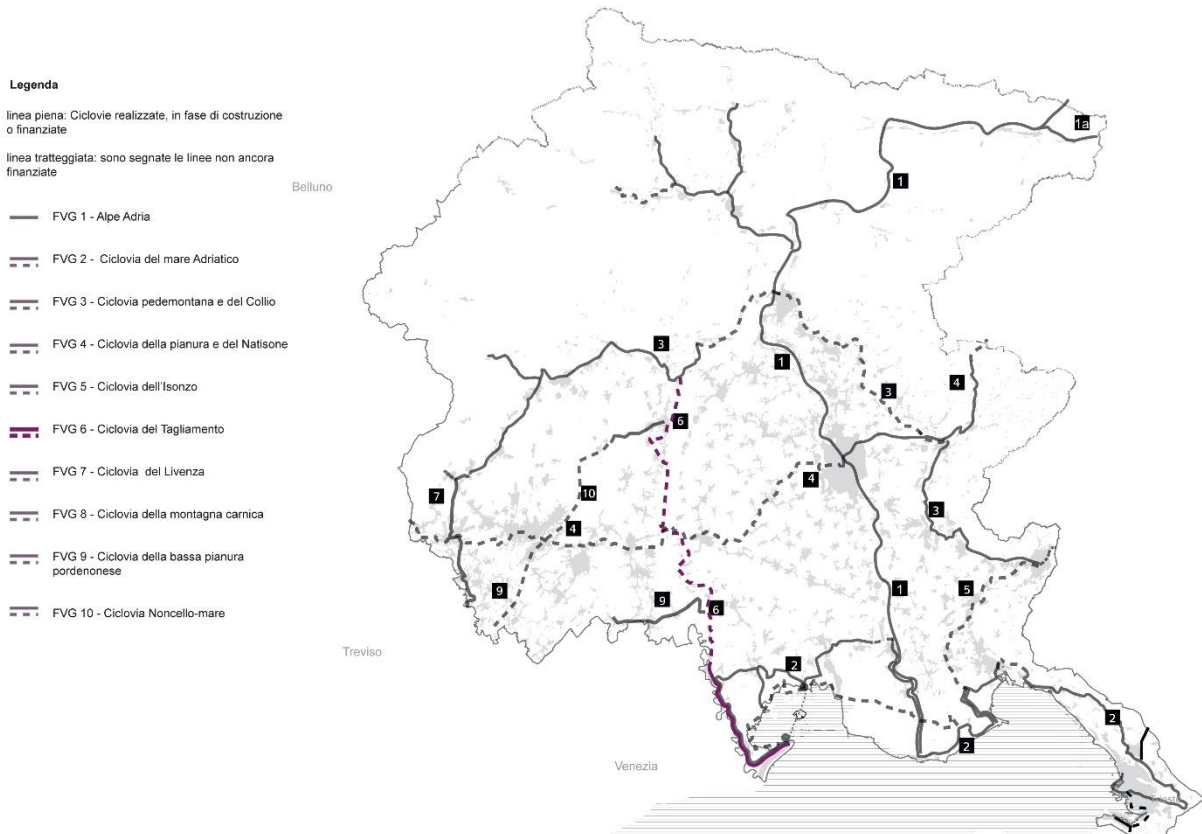 Legenda
linea piena: Ciclovie realizzate, in fase di costruzione
o finanziate
linea tratteggiata: sono segnate le linee non ancora
finanziate
FVG 1 - Alpe Adria
FVG 2 - Ciclovia del mare Adriatico
FVG 3 - Ciclovia pedemontana e del Collio
FVG 4 - Ciclovia della pianura e del Natisone
FVG 5 - Ciclovia dell'Isonzo
FVG 6 - Ciclovia del Tagliamento
FVG 7 - Ciclovia del Livenza
FVG 8 - Ciclovia della montagna carnica
FVG 9 - Ciclovia della bassa pianura
pordenonese
FVG 10 - Ciclovia Noncello-mare
Belluno
Treviso
Venezia
Trieste
1a
1
3
1
3
4
6
7
10
4
4
3
9
9
6
1
5
2
2
2